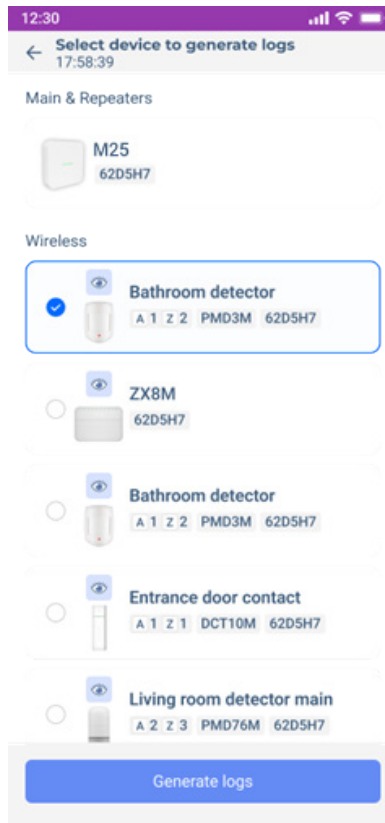 12:30
Select device to generate logs
17:58:39
Main & Repeaters
M25
62D5H7
Wireless
Bathroom detector
A 1 Z 2 PMD3M 62D5H7
ZX8M
62D5H7
Bathroom detector
A 1 Z 2 PMD3M 62D5H7
Entrance door contact
A 1 Z 1 DCT10M 62D5H7
Living room detector main
A 2 Z 3 PMD76M 62D5H7
Generate logs